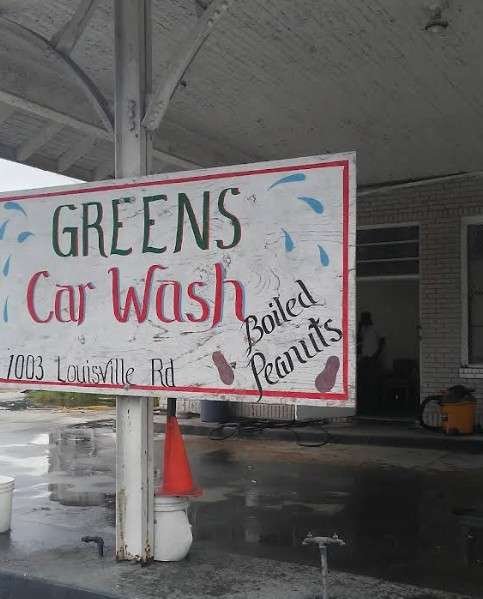 GREENS
Car Wash
Boiled
Peanuts
1003 Louisville Rd